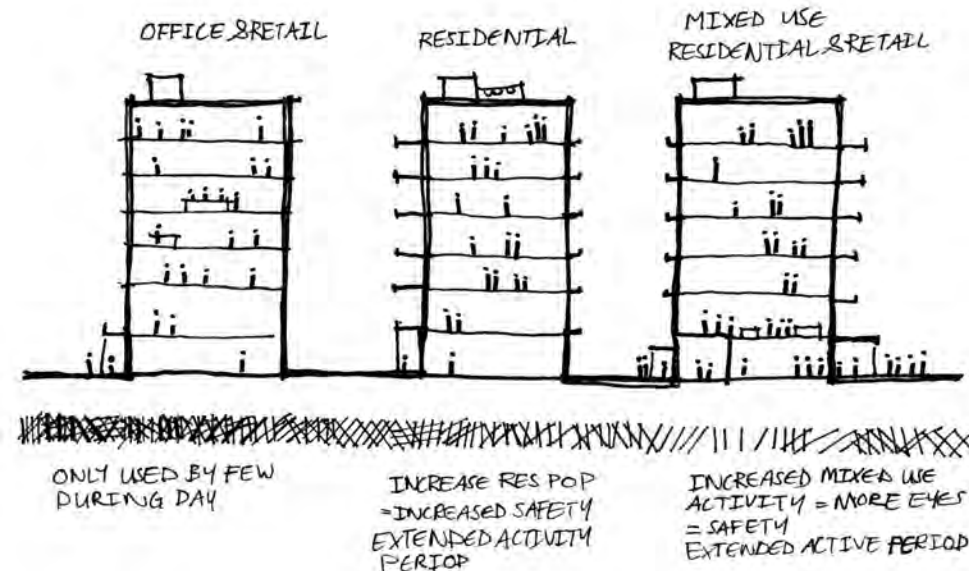 OFFICE & RETAIL
RESIDENTIAL
MIXED USE
RESIDENTIAL & RETAIL
ONLY USED BY FEW
DURING DAY
INCREASE RES POP
=INCREASED SAFETY
EXTENDED ACTIVITY
PERIOD
INCREASED MIXED USE
ACTIVITY = MORE EYES
= SAFETY
EXTENDED ACTIVE PERIOD